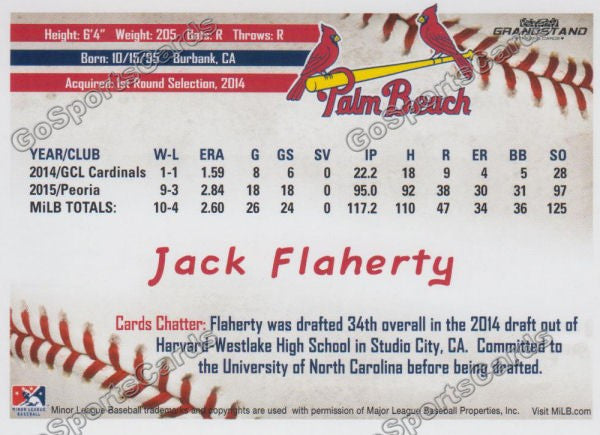 Height: 6'4" Weight: 205 Bats: R Throws: R
Born: 10/15/95 Burbank, CA
Acquired: 1st Round Selection, 2014
GRANDSTAND
Palm Beach
YEAR/CLUB W-L ERA G GS SV IP H R ER BB SO
2014/GCL Cardinals 1-1 1.59 8 6 0 22.2 18 9 4 5 28
2015/Peoria 9-3 2.84 18 18 0 95.0 92 38 30 31 97
MiLB TOTALS: 10-4 2.60 26 24 0 117.2 110 47 34 36 125
Jack Flaherty
Cards Chatter: Flaherty was drafted 34th overall in the 2014 draft out of
Harvard-Westlake High School in Studio City, CA. Committed to
the University of North Carolina before being drafted.
MINOR LEAGUE
BASEBALL
Minor League Baseball trademarks and copyrights are used with permission of Major League Baseball Properties, Inc. Visit MiLB.com
GoSportsCards
GoSportsCards
GoSportsCards
GoSportsCards
GoSportsCards
GoSportsCards